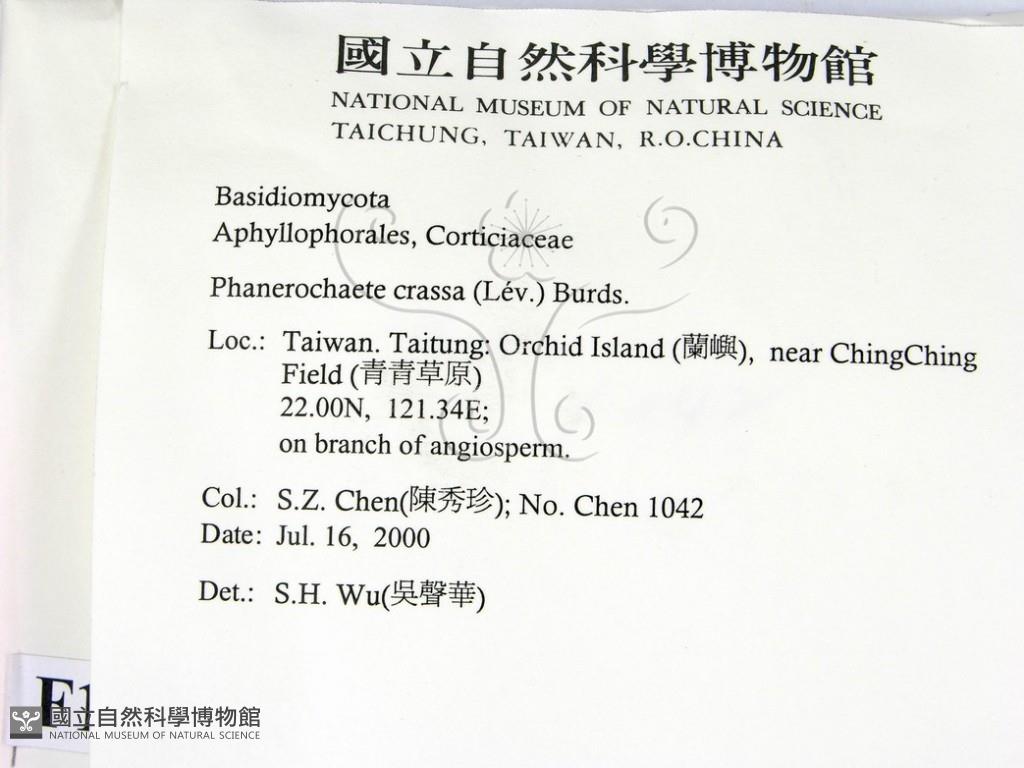 國立自然科學博物館
NATIONAL MUSEUM OF NATURAL SCIENCE
TAICHUNG, TAIWAN, R.O.CHINA
Basidiomycota
Aphyllophorales, Corticiaceae
Phanerochaete crassa (Lév.) Burds.
Loc.: Taiwan. Taitung: Orchid Island (蘭嶼), near ChingChing
Field (青青草原)
22.00N, 121.34E;
on branch of angiosperm.
Col.: S.Z. Chen(陳秀珍); No. Chen 1042
Date: Jul. 16, 2000
Det.: S.H. Wu(吳聲華)
國立自然科學博物館
NATIONAL MUSEUM OF NATURAL SCIENCE